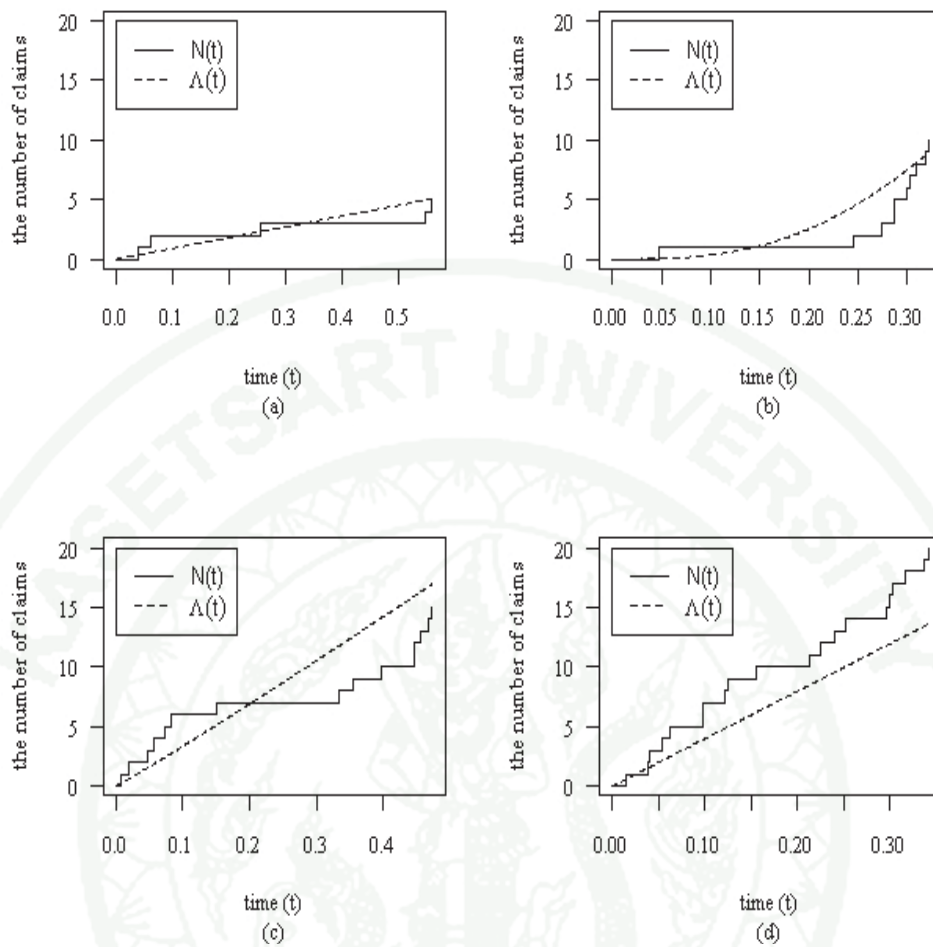 the number of claims
20
15
10
5
0
N(t)
Λ(t)
0.0 0.1 0.2 0.3 0.4 0.5
time (t)
(a)
the number of claims
20
15
10
5
0
N(t)
Λ(t)
0.00 0.05 0.10 0.15 0.20 0.25 0.30
time (t)
(b)
KASETSART UNIVERSITY
the number of claims
20
15
10
5
0
N(t)
Λ(t)
0.0 0.1 0.2 0.3 0.4
time (t)
(c)
the number of claims
20
15
10
5
0
N(t)
Λ(t)
0.00 0.10 0.20 0.30
time (t)
(d)